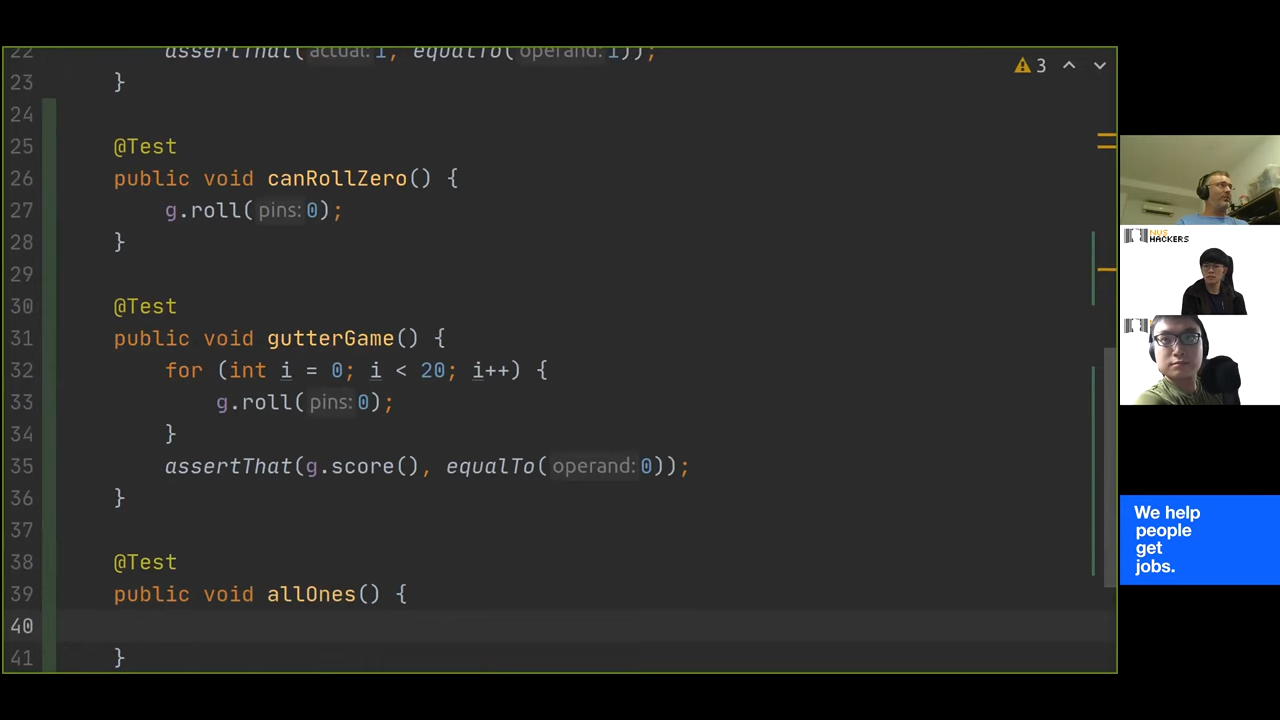 22 assertThat(actual:1, equalTo(operand:1));
3
23 }
24
25 @Test
26 public void canRollZero() {
27 g.roll(pins:0);
28 }
29
30 @Test
31 public void gutterGame() {
32 for (int i = 0; i < 20; i++) {
33 g.roll(pins:0);
34 }
35 assertThat(g.score(), equalTo(operand:0));
36 }
37
38 @Test
39 public void allOnes() {
40
41 }
NUS
HACKERS
We help
people
get
jobs.